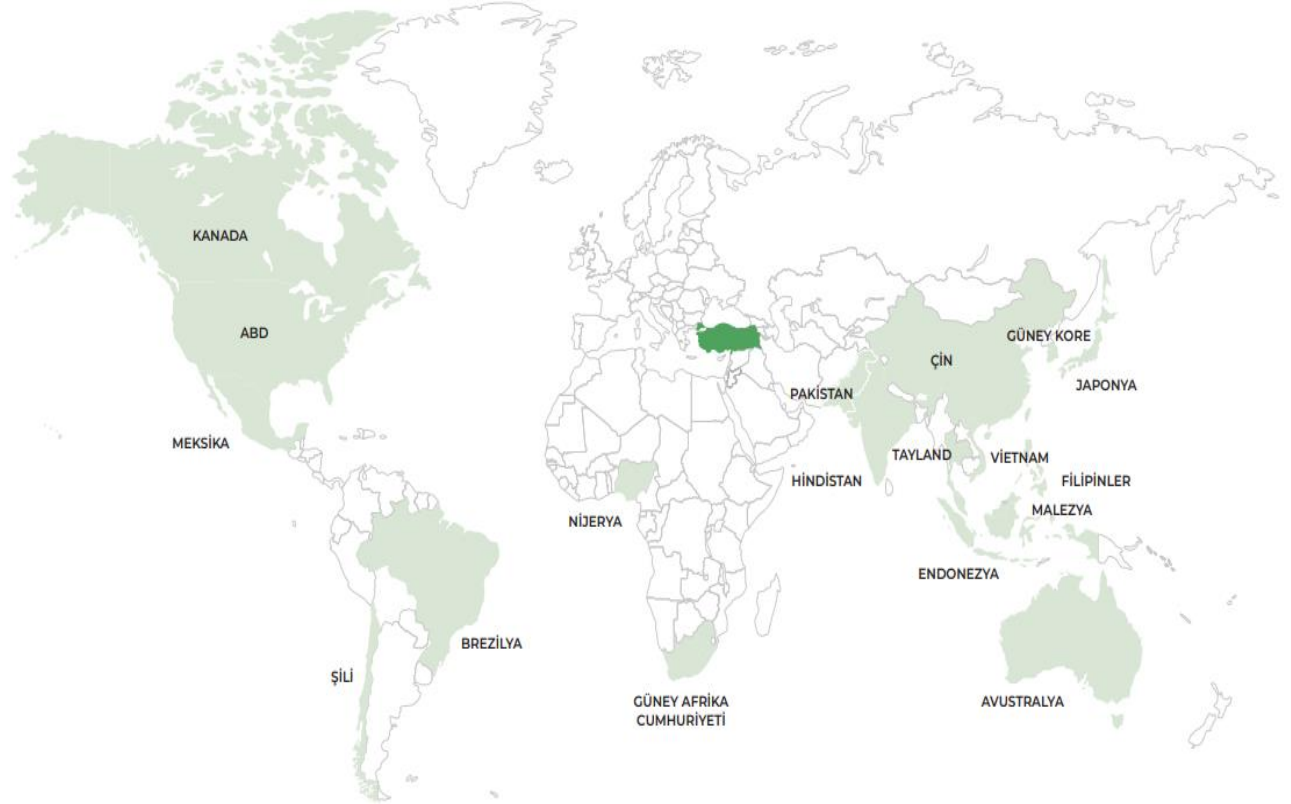 KANADA
ABD
GÜNEY KORE
ÇİN
JAPONYA
PAKİSTAN
MEKSİKA
TAYLAND
VİETNAM
HİNDİSTAN
FİLİPİNLER
MALEZYA
NİJERYA
ENDONEZYA
BREZİLYA
ŞİLİ
GÜNEY AFRİKA
CUMHURİYETİ
AVUSTRALYA